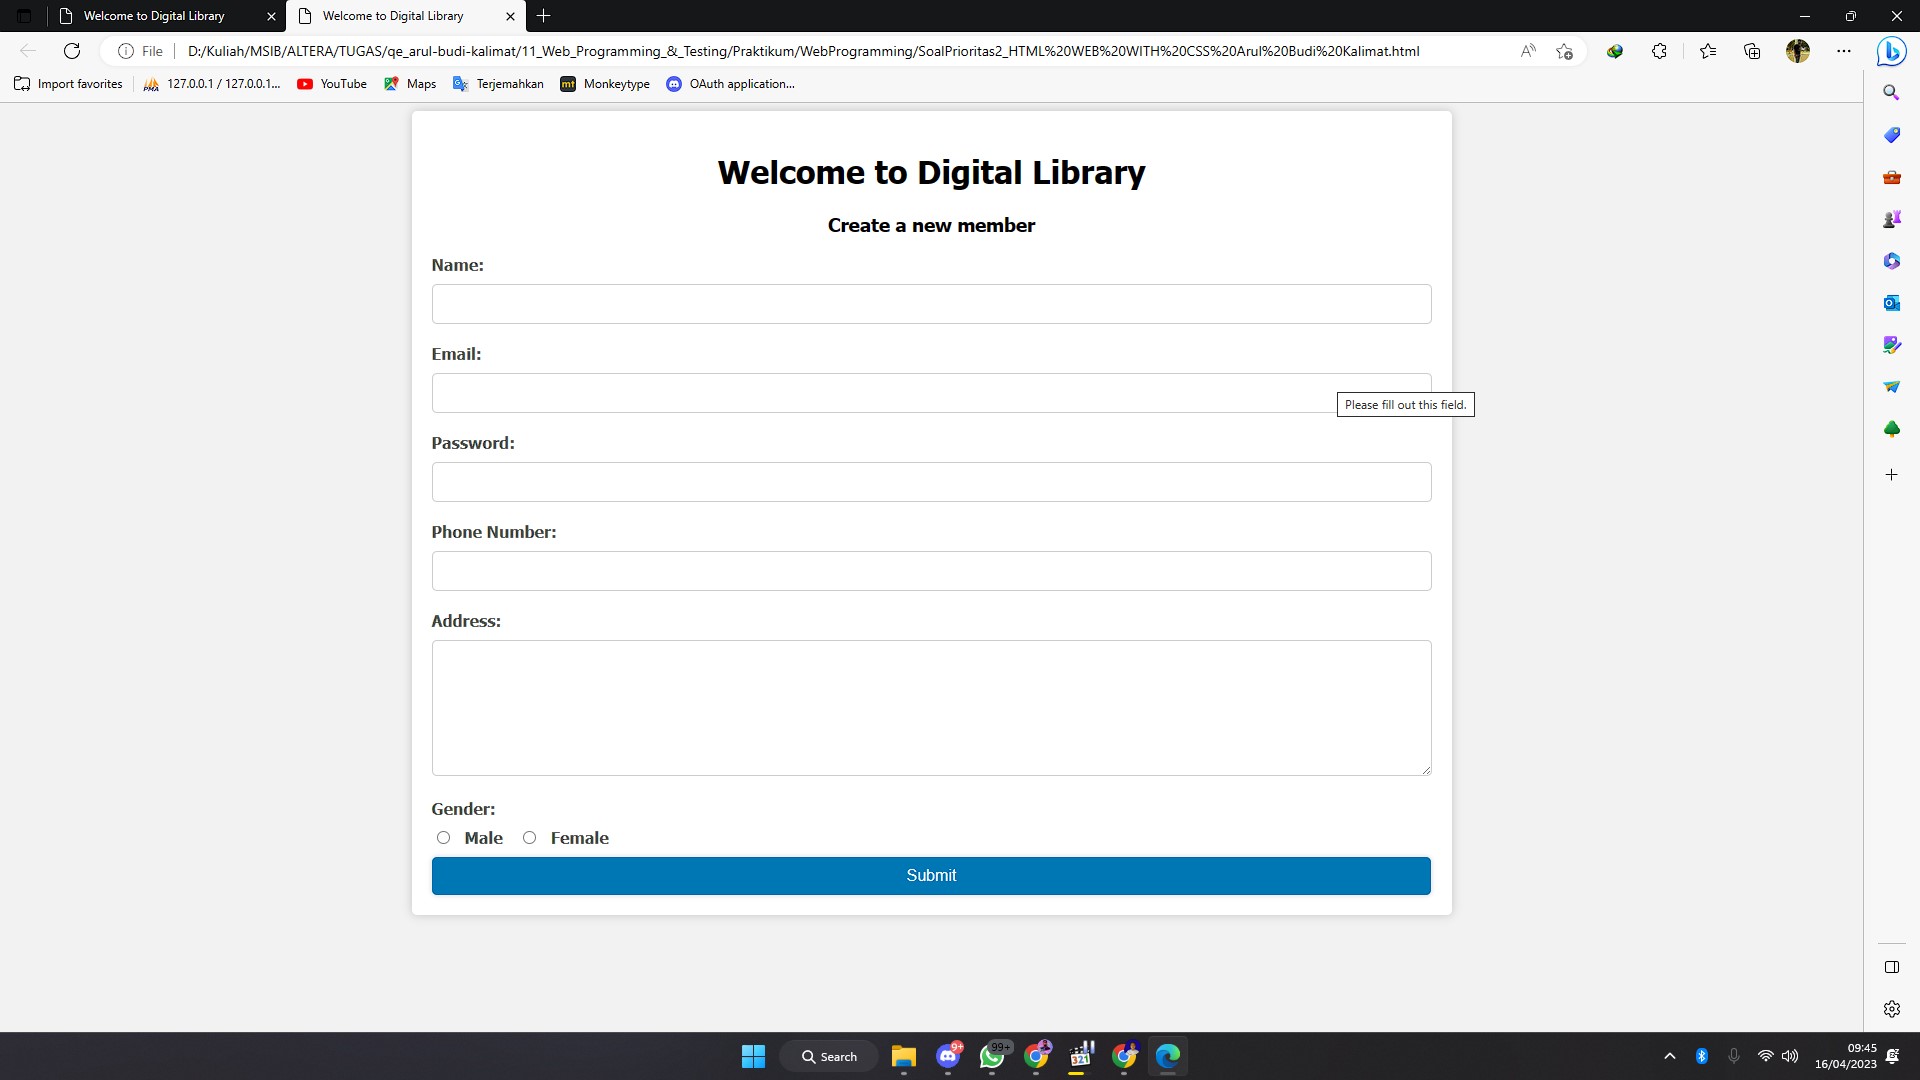 Welcome to Digital Library
Welcome to Digital Library
File
D:/Kuliah/MSIB/ALTERA/TUGAS/qe_arul-budi-kalimat/11_Web_Programming_&_Testing/Praktikum/WebProgramming/SoalPrioritas2_HTML%20WEB%20WITH%20CSS%20Arul%20Budi%20Kalimat.html
Import favorites
127.0.0.1 / 127.0.0.1...
YouTube
Maps
Terjemahkan
mt
Monkeytype
OAuth application...
Welcome to Digital Library
Create a new member
Name:
Email:
Please fill out this field.
Password:
Phone Number:
Address:
Gender:
Male
Female
Submit
Search
9+
99+
321
09:45
16/04/2023